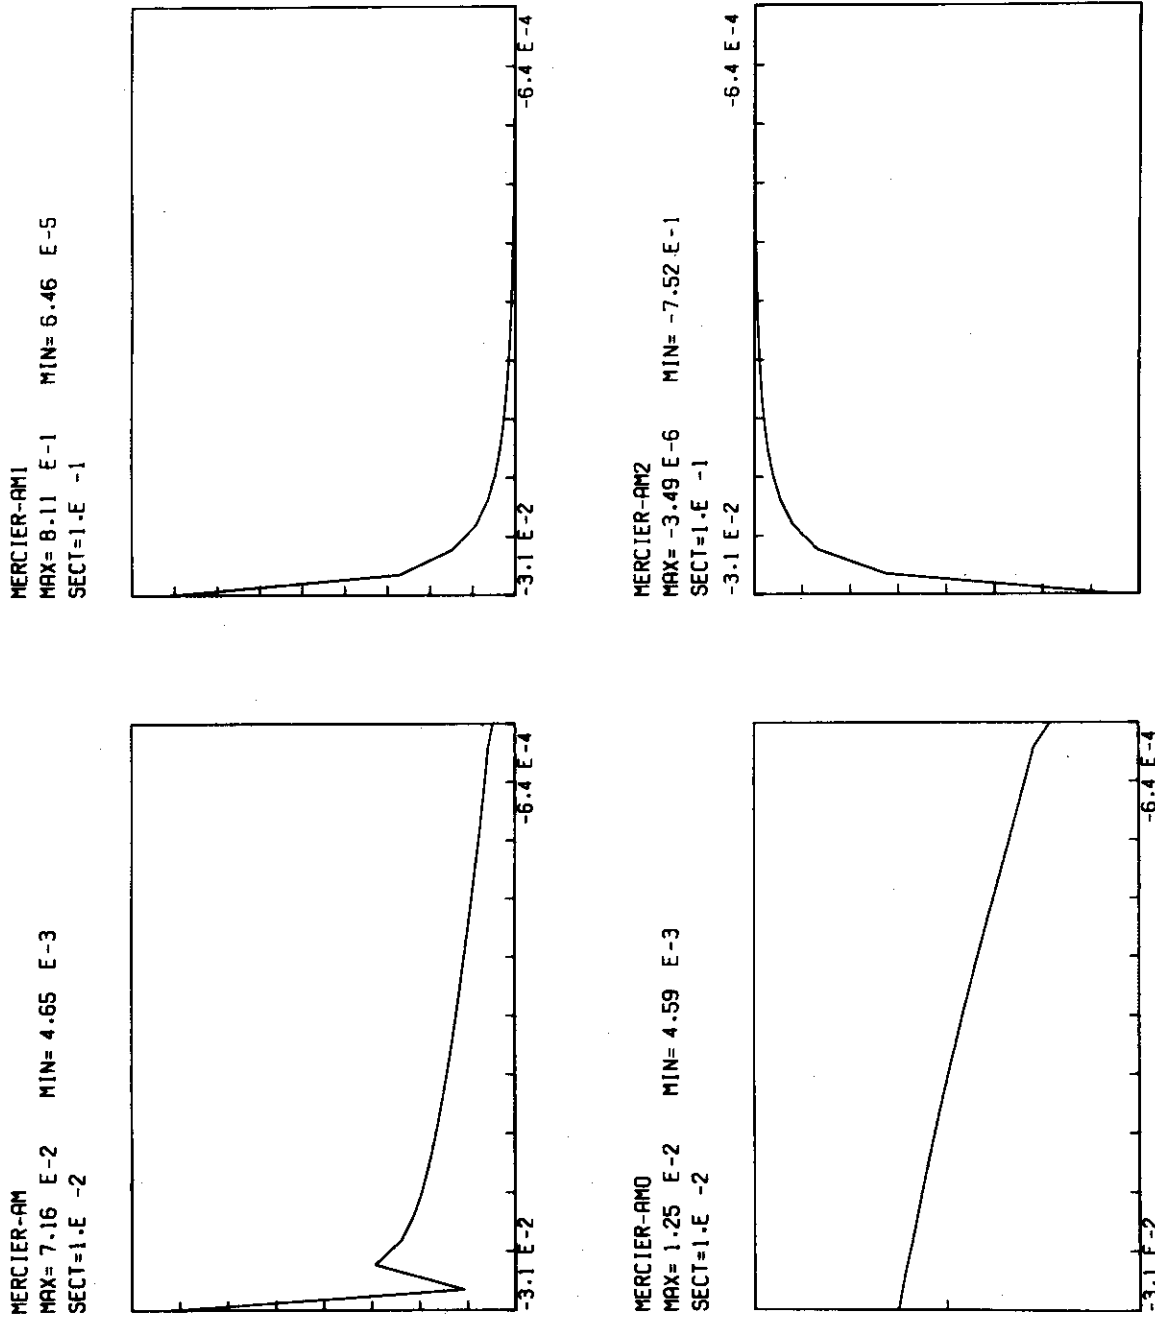 MERCIER-AM
MAX= 7.16 E-2 MIN= 4.65 E-3
SECT=1.E -2
-3.1 E-2
-6.4 E-4
MERCIER-AM1
MAX= 8.11 E-1 MIN= 6.46 E-5
SECT=1.E -1
-3.1 E-2
-6.4 E-4
MERCIER-AM0
MAX= 1.25 E-2 MIN= 4.59 E-3
SECT=1.E -2
-3.1 E-2
-6.4 E-4
MERCIER-AM2
MAX= -3.49 E-6 MIN= -7.52 E-1
SECT=1.E -1
-3.1 E-2
-6.4 E-4